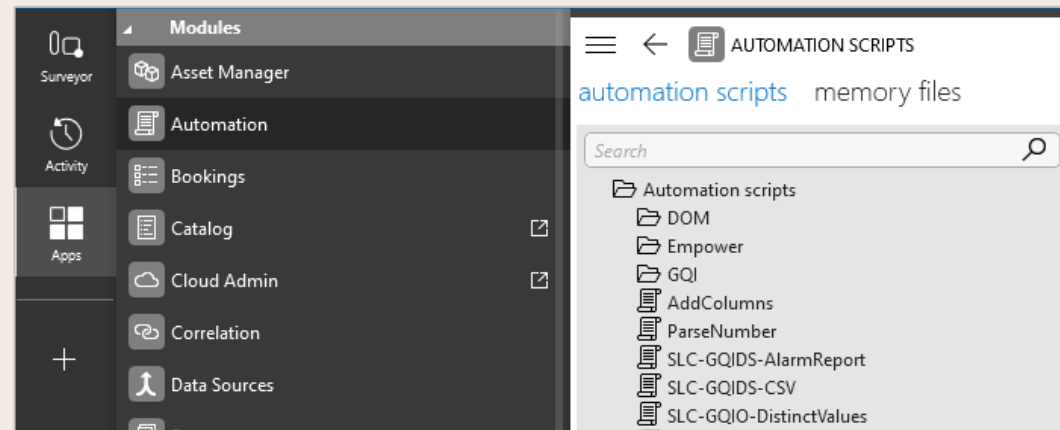 Surveyor
Activity
Apps
Modules
Asset Manager
Automation
Bookings
Catalog
Cloud Admin
Correlation
Data Sources
AUTOMATION SCRIPTS
automation scripts memory files
Search
Automation scripts
DOM
Empower
GQI
AddColumns
ParseNumber
SLC-GQIDS-AlarmReport
SLC-GQIDS-CSV
SLC-GQIO-DistinctValues